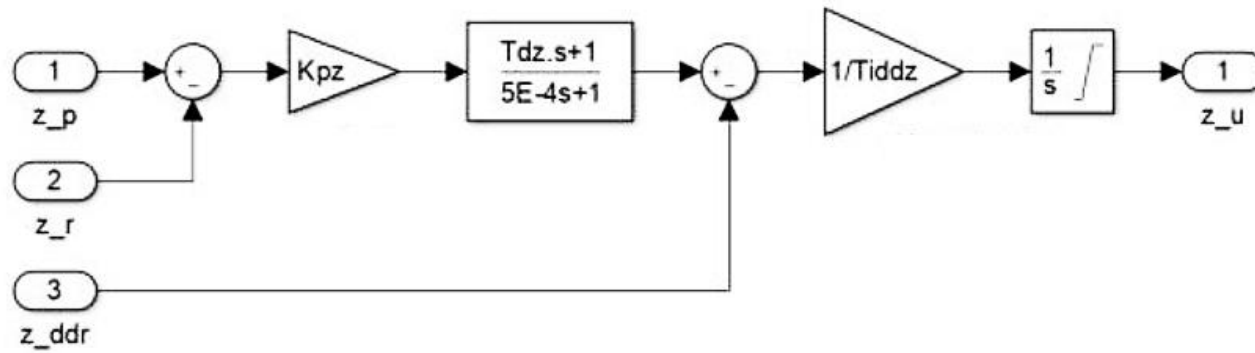 1
z_p
+
−
Kpz
Tdz.s+1
5E-4s+1
+
−
1/Tiddz
1
s
1
z_u
2
z_r
3
z_ddr